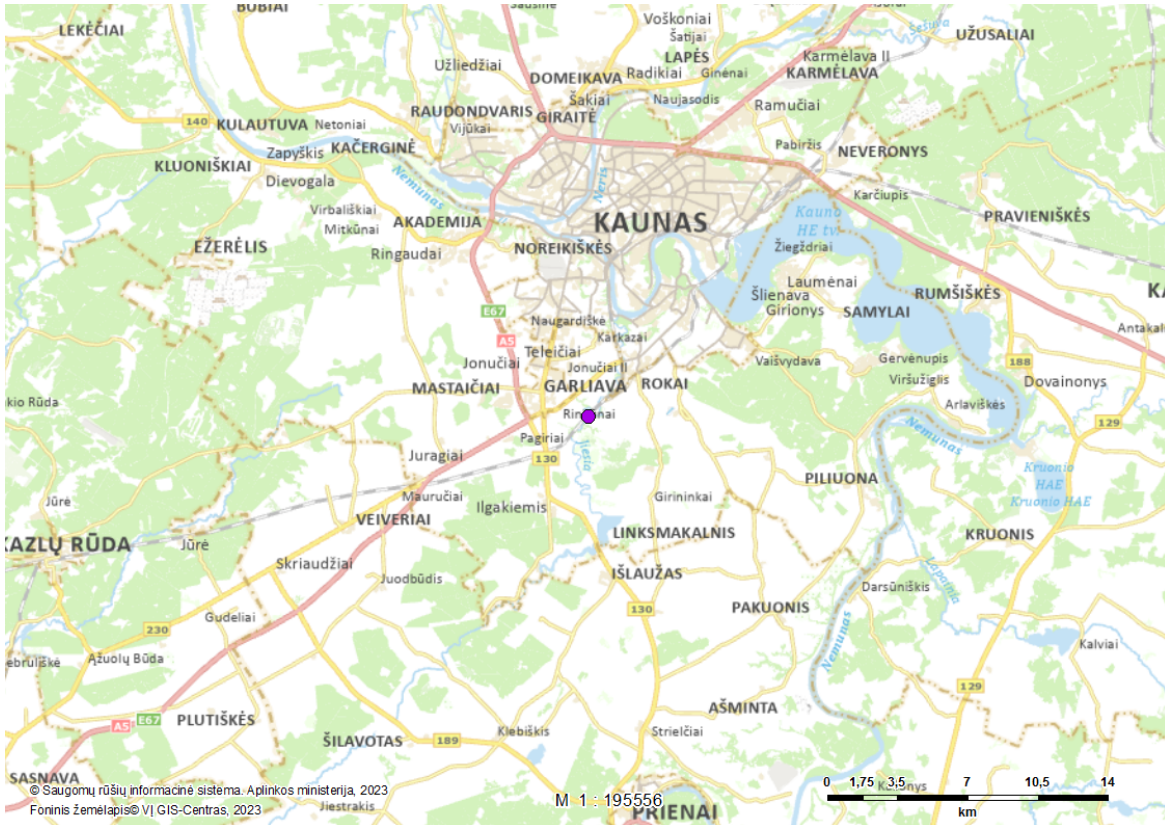 BUBIAI
LEKĖČIAI
Voškoniai
Šatijai
Šešuva
UŽUSALIAI
LAPĖS
Karmėlava II
KARMĖLAVA
Užliedžiai
DOMEIKAVA
Radikiai
Ginėnai
Šakiai
Naujasodis
Ramučiai
RAUDONDVARIS
GIRAITĖ
140
KULAUTUVA
Netoniai
Vijūkai
Pabiržis
NEVERONYS
Zapyškis
KAČERGINĖ
KLUONIŠKIAI
Dievogala
Nemunas
Neris
Karčiupis
Virbališkiai
Mitkūnai
AKADEMIJA
KAUNAS
Kauno
HE tv.
PRAVIENIŠKĖS
EŽERĖLIS
Ringaudai
NOREIKIŠKĖS
Žiegždriai
Laumėnai
Šlienava
Girionys
SAMYLAI
RUMŠIŠKĖS
E67
Naugardiškė
Karkazai
A5
Teleičiai
Jonučiai
Jonučiai II
Vaišvydava
Gervėnupis
188
MASTAIČIAI
GARLIAVA
ROKAI
Viršužiglis
Dovainonys
Arlaviškės
129
Pagiriai
Jiesia
Nemunas
Juragiai
130
Kruonio
HAE
Kruonio HAE
Jūrė
Mauručiai
Ilgakiemis
Girininkai
PILIUONA
VEIVERIAI
LINKSMAKALNIS
KRUONIS
KAZLŲ RŪDA
Jūrė
Skriaudžiai
IŠLAUŽAS
Juodbūdis
Lapainia
Darsūniškis
130
PAKUONIS
Gudeliai
230
Nemunas
Kalviai
Ąžuolų Būda
129
A5
E67
PLUTIŠKĖS
AŠMINTA
ŠILAVOTAS
189
Klebiškis
Strielčiai
SASNAVA
© Saugomų rūšių informacinė sistema. Aplinkos ministerija, 2023
Foninis žemėlapis© VĮ GIS-Centras, 2023
Jiestrakis
M 1 : 195556
PRIENAI
0 1,75 3,5 7 10,5 14
km